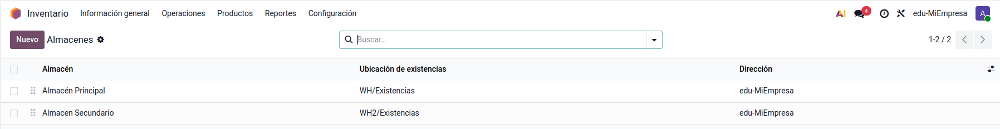 Inventario Información general Operaciones Productos Reportes Configuración AI 4 edu-MiEmpresa A
Nuevo Almacenes Buscar... 1-2 / 2
Almacén Ubicación de existencias Dirección
Almacén Principal WH/Existencias edu-MiEmpresa
Almacen Secundario WH2/Existencias edu-MiEmpresa